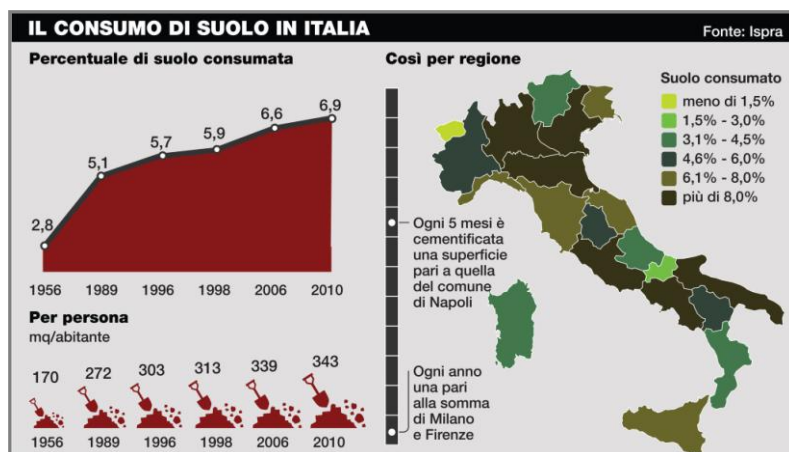 IL CONSUMO DI SUOLO IN ITALIA
Fonte: Ispra
Percentuale di suolo consumata
2,8
5,1
5,7
5,9
6,6
6,9
1956 1989 1996 1998 2006 2010
Per persona
mq/abitante
170 272 303 313 339 343
1956 1989 1996 1998 2006 2010
Così per regione
Suolo consumato
meno di 1,5%
1,5% - 3,0%
3,1% - 4,5%
4,6% - 6,0%
6,1% - 8,0%
più di 8,0%
Ogni 5 mesi è
cementificata
una superficie
pari a quella
del comune
di Napoli
Ogni anno
una pari
alla somma
di Milano
e Firenze